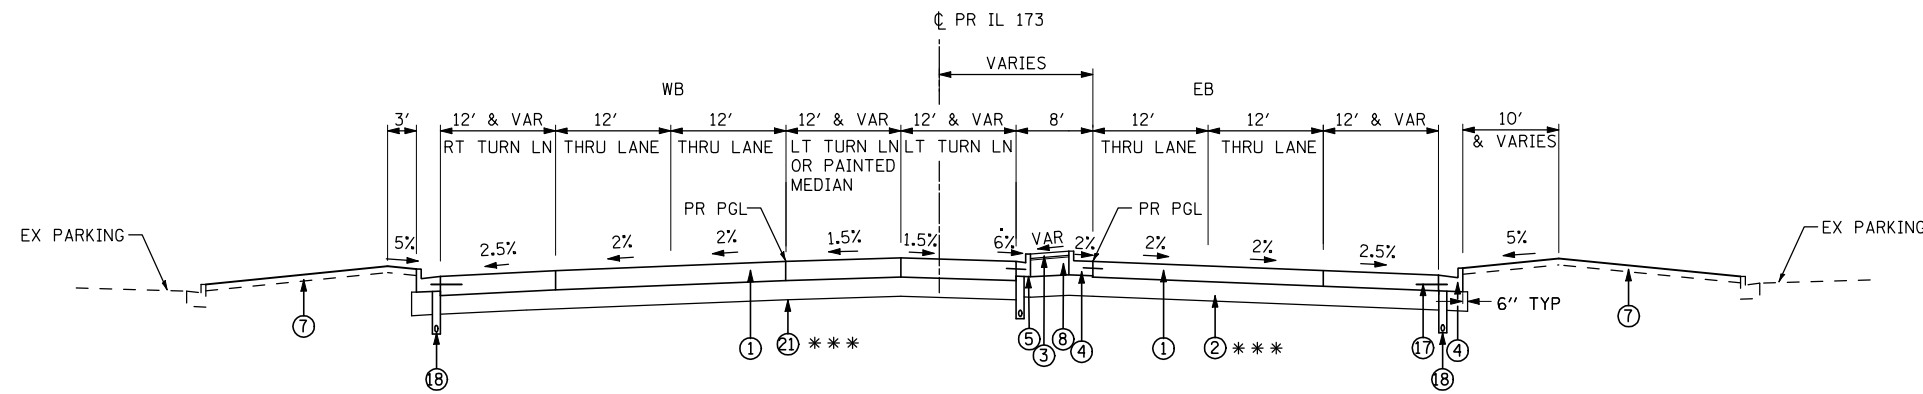 ℄ PR IL 173
VARIES
WB
EB
3' 12' & VAR 12' 12' 12' & VAR 12' & VAR 8' 12' 12' 12' & VAR 10'
& VARIES
RT TURN LN THRU LANE THRU LANE LT TURN LN LT TURN LN THRU LANE THRU LANE
OR PAINTED
MEDIAN
PR PGL PR PGL
EX PARKING EX PARKING
5% 2.5% 2% 2% 1.5% 1.5% 6% VAR 2% 2% 2% 2.5% 5%
6" TYP
7 7
18 1 21 *** 5 3 8 4 1 2 *** 17 4 18